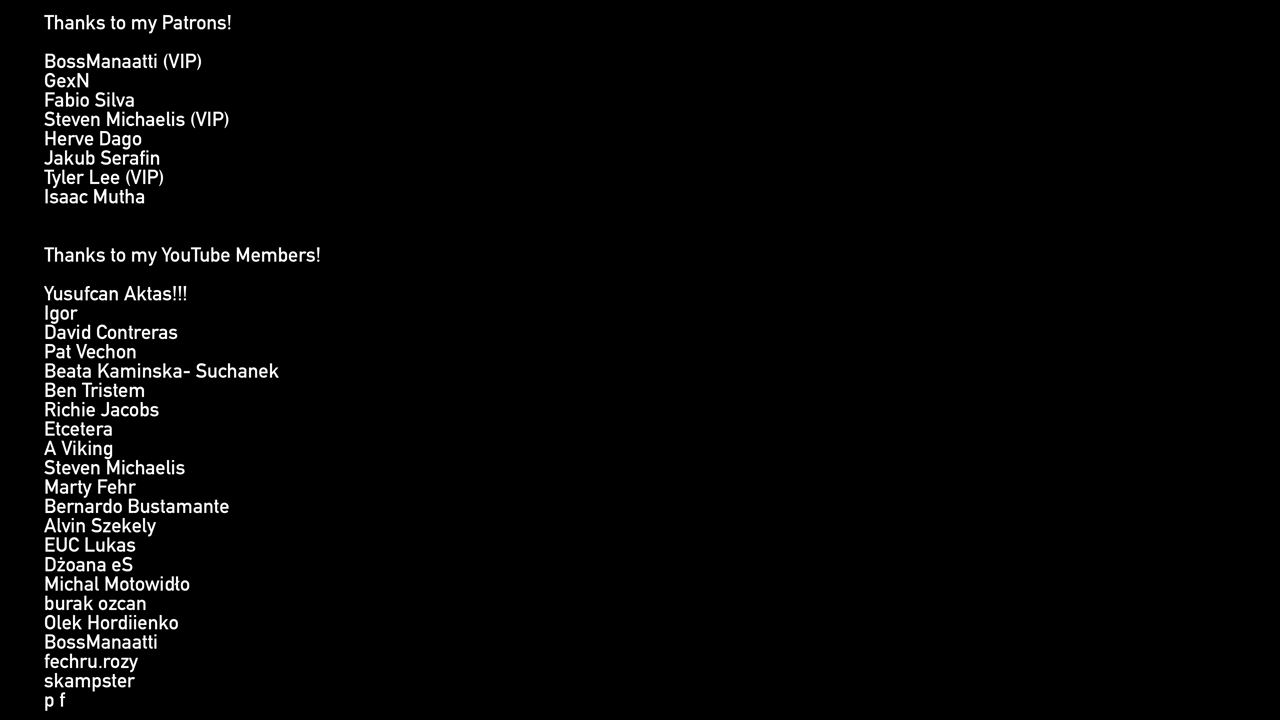 Thanks to my Patrons!
BossManaatti (VIP)
GexN
Fabio Silva
Steven Michaelis (VIP)
Herve Dago
Jakub Serafin
Tyler Lee (VIP)
Isaac Mutha
Thanks to my YouTube Members!
Yusufcan Aktas!!!
Igor
David Contreras
Pat Vechon
Beata Kaminska- Suchanek
Ben Tristem
Richie Jacobs
Etcetera
A Viking
Steven Michaelis
Marty Fehr
Bernardo Bustamante
Alvin Szekely
EUC Lukas
Dżoana eS
Michal Motowidło
burak ozcan
Olek Hordiienko
BossManaatti
fechru.rozy
skampster
p f